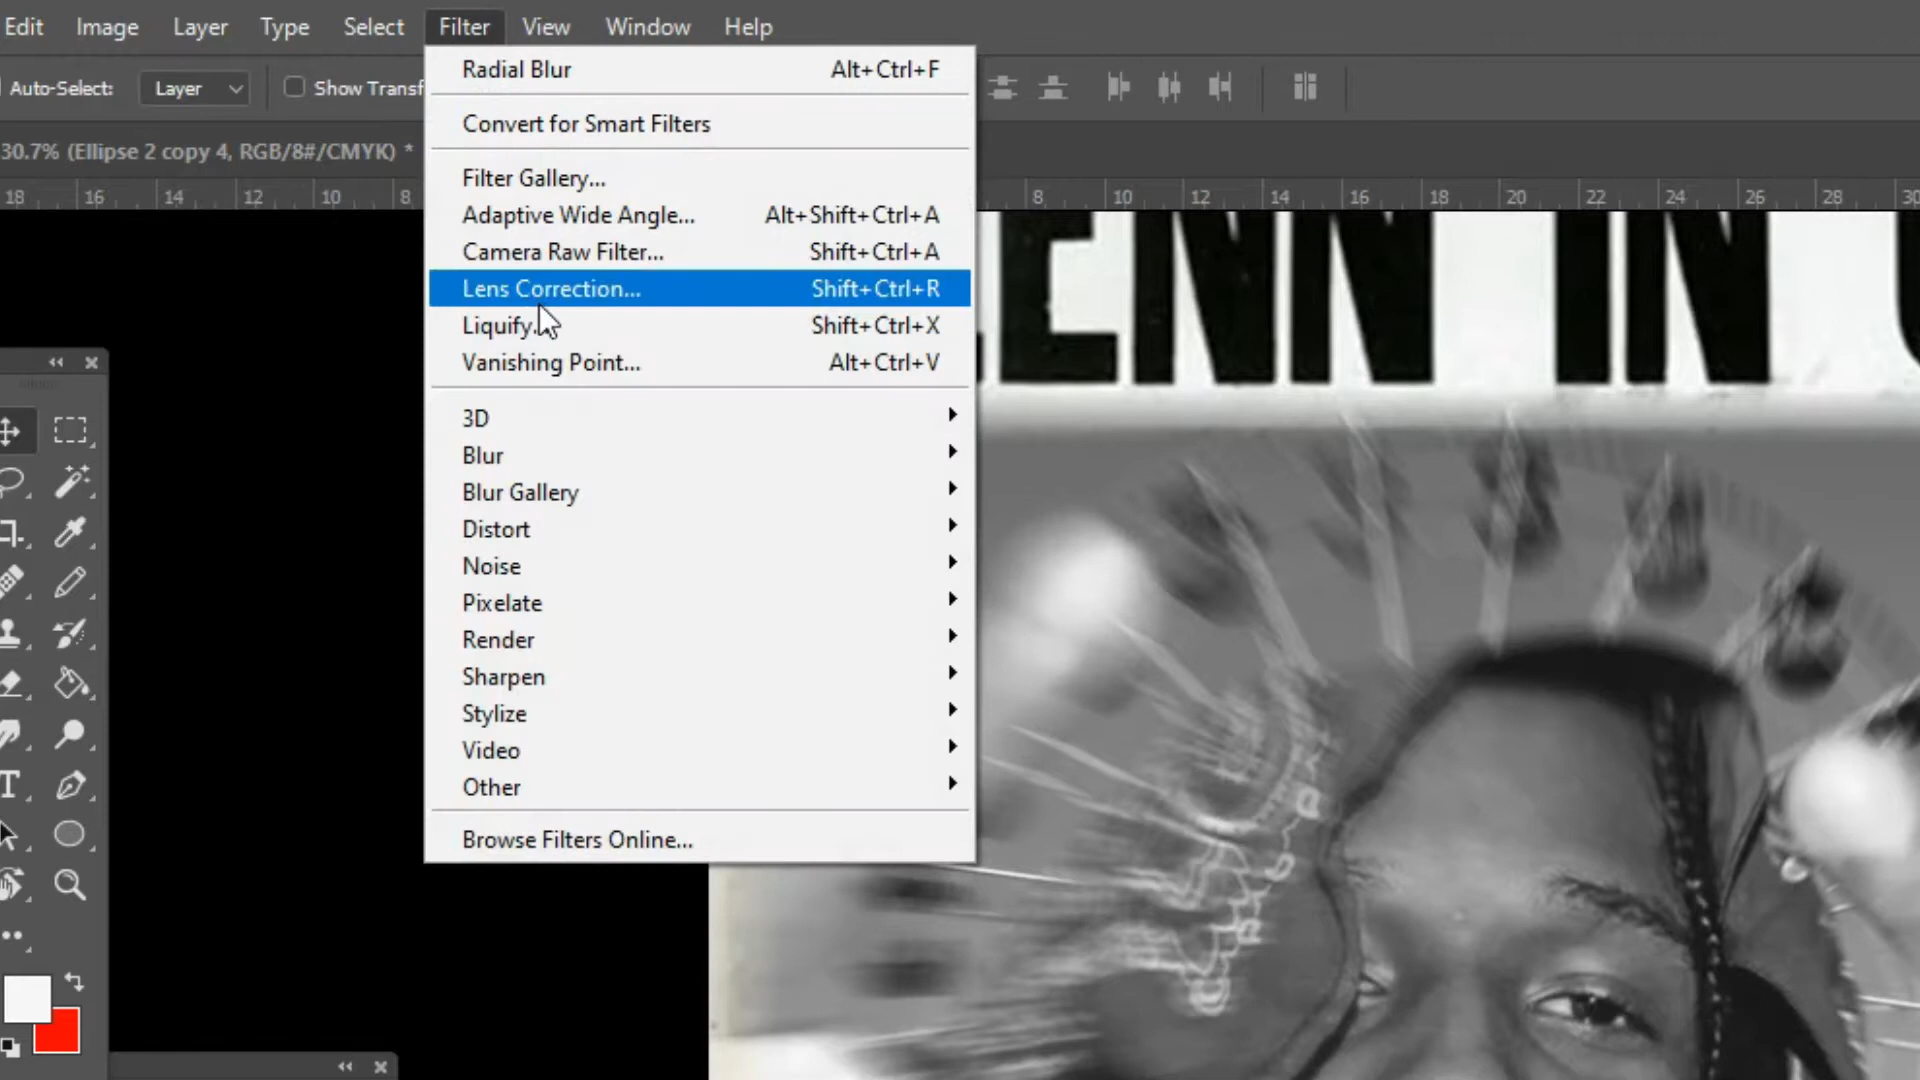 Edit Image Layer Type Select Filter View Window Help
Auto-Select: Layer Show Transf
30.7% (Ellipse 2 copy 4, RGB/8#/CMYK) *
18 16 14 12 10 8 8 10 12 14 16 18 20 22 24 26 28 30
Radial Blur Alt+Ctrl+F
Convert for Smart Filters
Filter Gallery...
Adaptive Wide Angle... Alt+Shift+Ctrl+A
Camera Raw Filter... Shift+Ctrl+A
Lens Correction... Shift+Ctrl+R
Liquify... Shift+Ctrl+X
Vanishing Point... Alt+Ctrl+V
3D
Blur
Blur Gallery
Distort
Noise
Pixelate
Render
Sharpen
Stylize
Video
Other
Browse Filters Online...
ENN IN